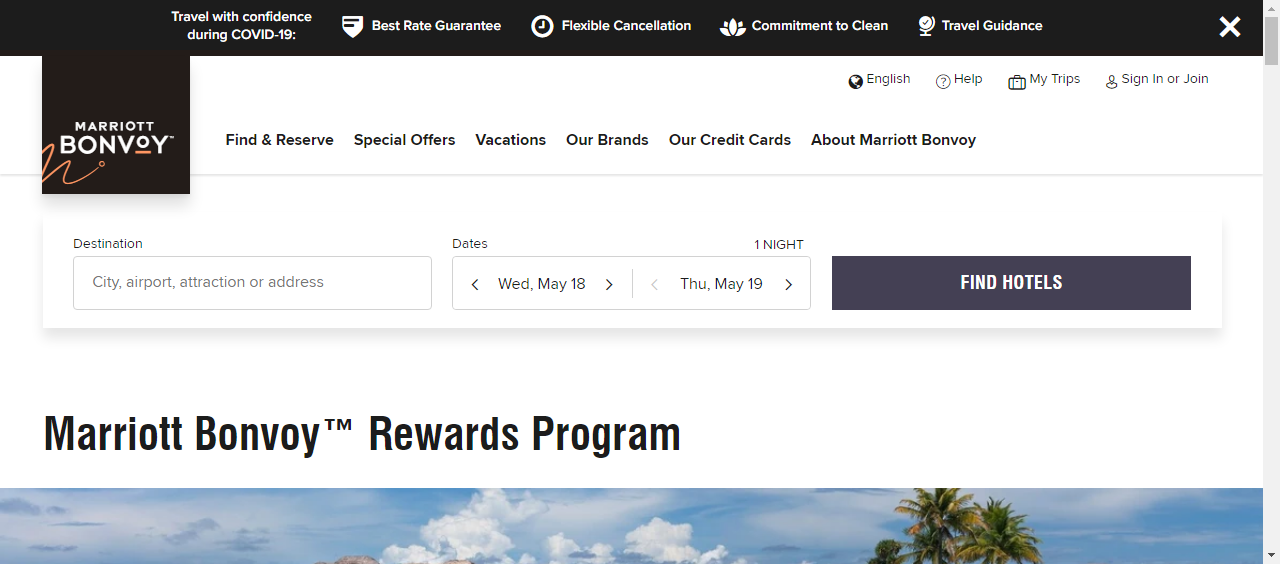 Travel with confidence
during COVID-19:
Best Rate Guarantee
Flexible Cancellation
Commitment to Clean
Travel Guidance
English
Help
My Trips
Sign In or Join
MARRIOTT
BONVOY™
Find & Reserve
Special Offers
Vacations
Our Brands
Our Credit Cards
About Marriott Bonvoy
Destination
Dates
1 NIGHT
City, airport, attraction or address
Wed, May 18
Thu, May 19
FIND HOTELS
Marriott Bonvoy™ Rewards Program